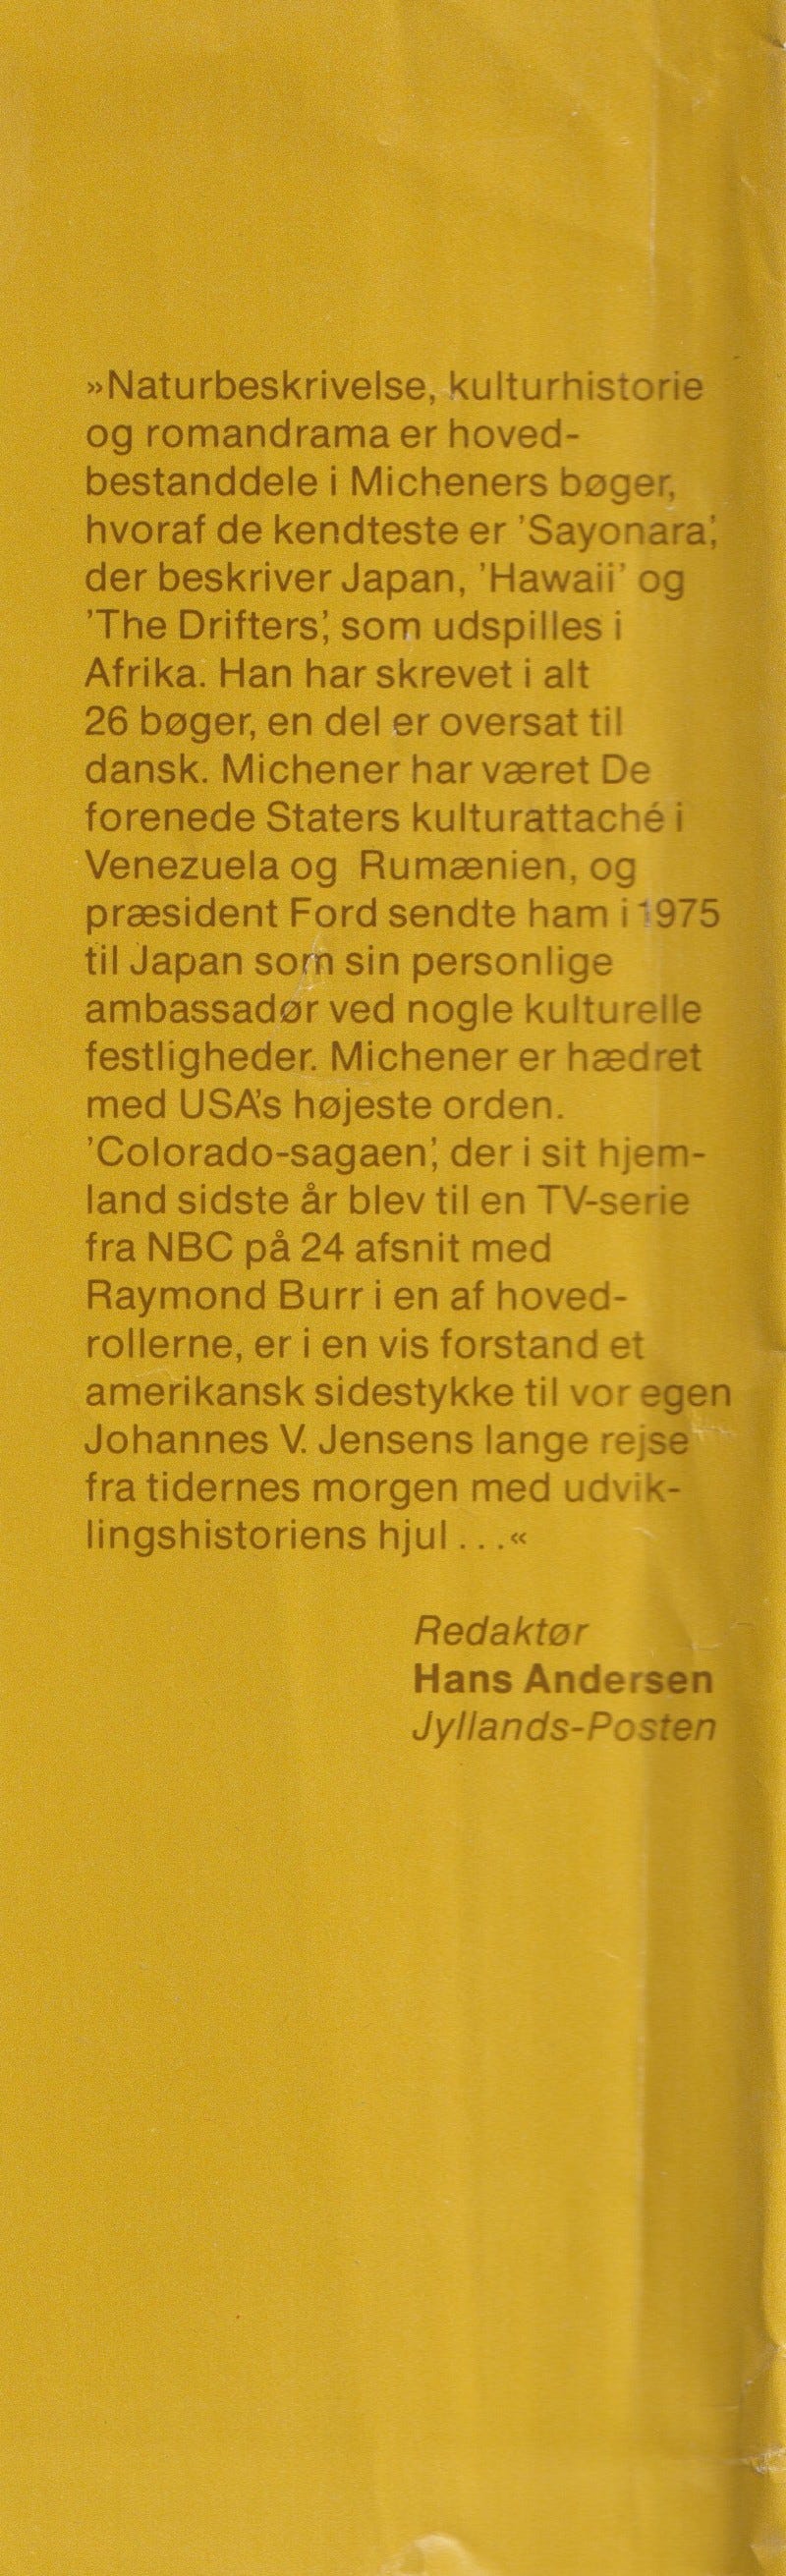 »Naturbeskrivelse, kulturhistorie
og romandrama er hoved-
bestanddele i Micheners bøger,
hvoraf de kendteste er 'Sayonara',
der beskriver Japan, 'Hawaii' og
'The Drifters', som udspilles i
Afrika. Han har skrevet i alt
26 bøger, en del er oversat til
dansk. Michener har været De
forenede Staters kulturattaché i
Venezuela og Rumænien, og
præsident Ford sendte ham i 1975
til Japan som sin personlige
ambassadør ved nogle kulturelle
festligheder. Michener er hædret
med USA's højeste orden.
'Colorado-sagaen', der i sit hjem-
land sidste år blev til en TV-serie
fra NBC på 24 afsnit med
Raymond Burr i en af hoved-
rollerne, er i en vis forstand et
amerikansk sidestykke til vor egen
Johannes V. Jensens lange rejse
fra tidernes morgen med udvik-
lingshistoriens hjul ...«
Redaktør
Hans Andersen
Jyllands-Posten